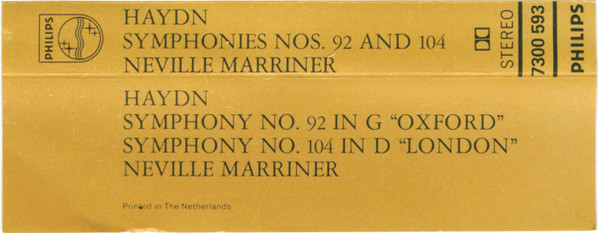 PHILIPS
HAYDN
SYMPHONIES NOS. 92 AND 104
NEVILLE MARRINER
STEREO
7300 593
PHILIPS
HAYDN
SYMPHONY NO. 92 IN G “OXFORD”
SYMPHONY NO. 104 IN D “LONDON”
NEVILLE MARRINER
Printed in The Netherlands